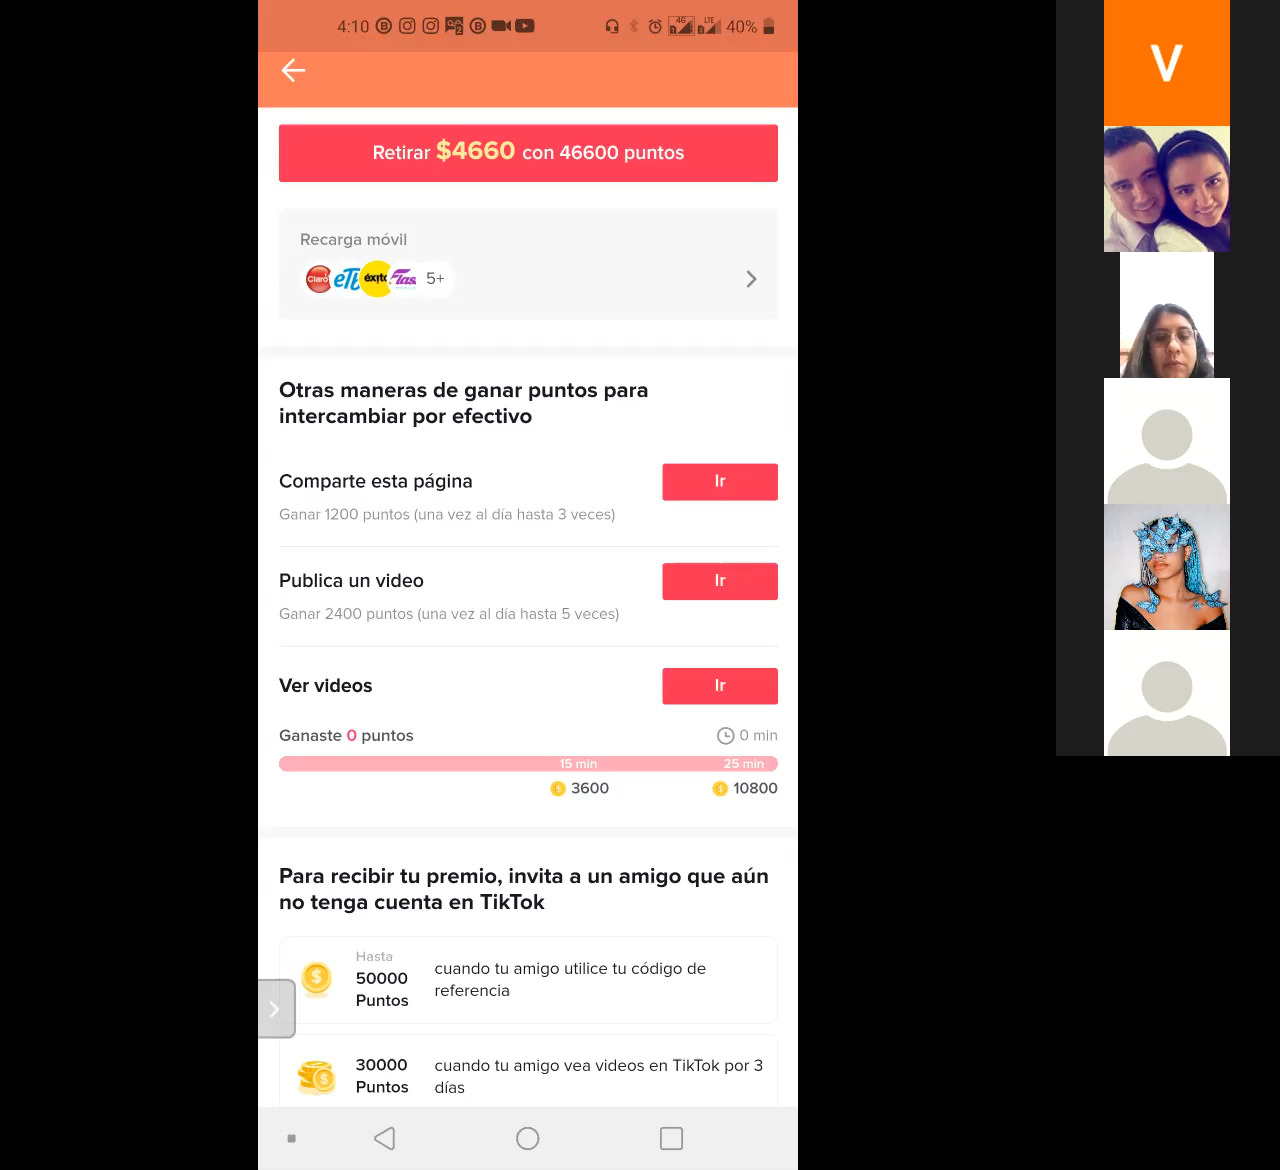 4:10
4G
LTE
40%
V
Retirar $4660 con 46600 puntos
Recarga móvil
Claro
éxito
5+
Otras maneras de ganar puntos para
intercambiar por efectivo
Comparte esta página
Ir
Ganar 1200 puntos (una vez al día hasta 3 veces)
Publica un video
Ir
Ganar 2400 puntos (una vez al día hasta 5 veces)
Ver videos
Ir
Ganaste 0 puntos
0 min
15 min
25 min
3600
10800
Para recibir tu premio, invita a un amigo que aún
no tenga cuenta en TikTok
Hasta
50000
Puntos
cuando tu amigo utilice tu código de
referencia
30000
Puntos
cuando tu amigo vea videos en TikTok por 3
días